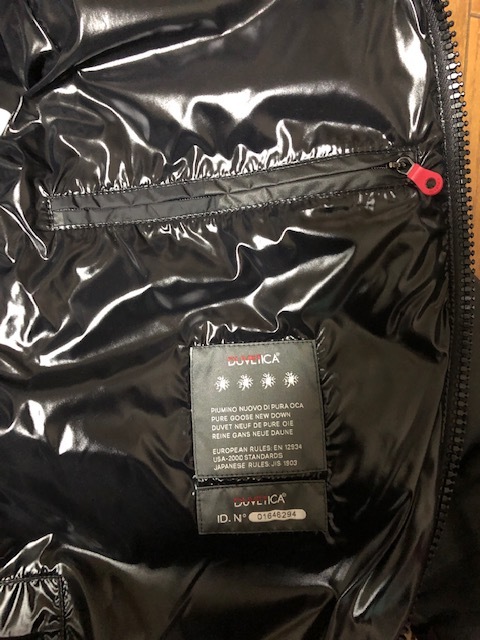 DUVETICA®
PIUMINO NUOVO DI PURA OCA
PURE GOOSE NEW DOWN
DUVET NEUF DE PURE OIE
REINE GANS NEUE DAUNE
EUROPEAN RULES: EN 12934
USA-2000 STANDARDS
JAPANESE RULES: JIS 1903
DUVETICA®
ID. N° 01646294